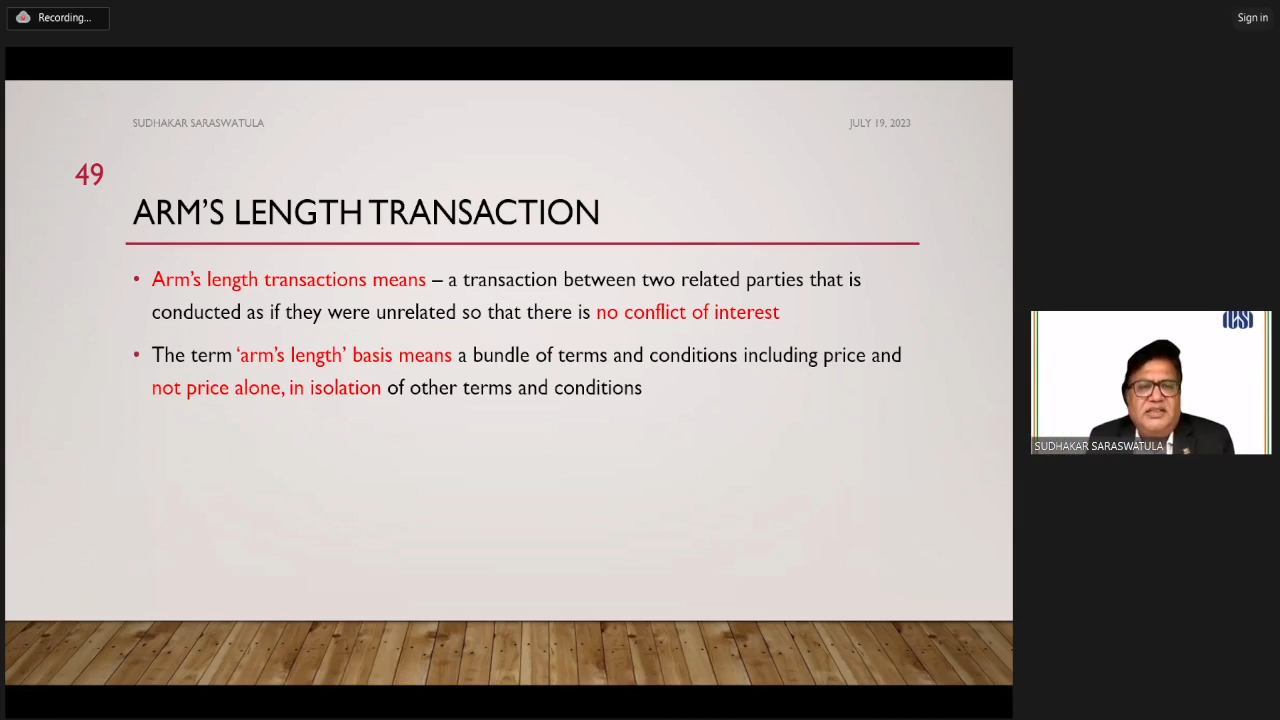 Recording...
Sign in
SUDHAKAR SARASWATULA
JULY 19, 2023
49
ARM'S LENGTH TRANSACTION
• Arm's length transactions means – a transaction between two related parties that is
conducted as if they were unrelated so that there is no conflict of interest
• The term 'arm's length' basis means a bundle of terms and conditions including price and
not price alone, in isolation of other terms and conditions
ICSI
SUDHAKAR SARASWATULA